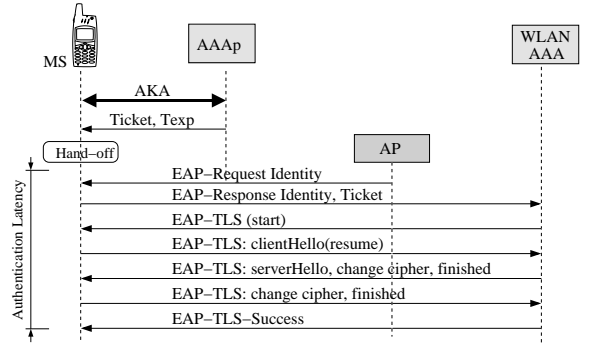 MS
AAAp
WLAN
AAA
AKA
Ticket, Texp
Hand−off
AP
Authentication Latency
EAP−Request Identity
EAP−Response Identity, Ticket
EAP−TLS (start)
EAP−TLS: clientHello(resume)
EAP−TLS: serverHello, change cipher, finished
EAP−TLS: change cipher, finished
EAP−TLS−Success